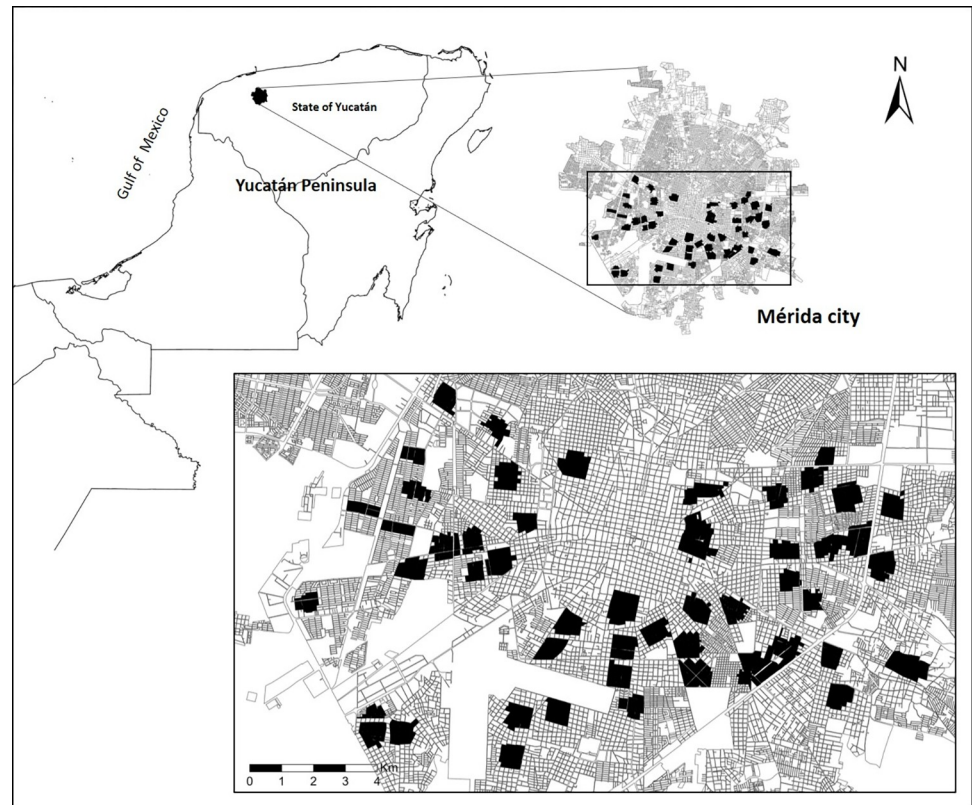 N
State of Yucatán
Gulf of Mexico
Yucatán Peninsula
Mérida city
Km
0 1 2 3 4